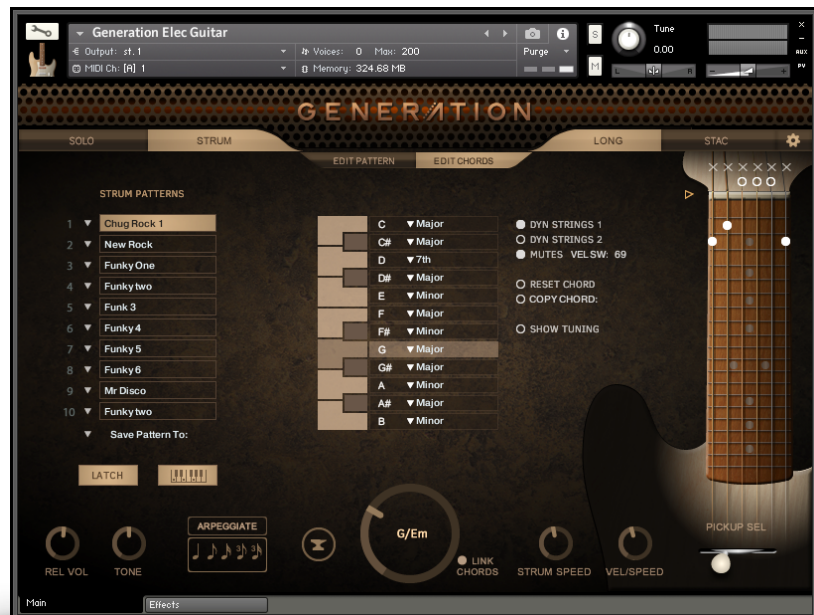 Generation Elec Guitar
Output: st.1
Voices: 0 Max: 200
Purge
MIDI Ch: [A] 1
Memory: 324.68 MB
S
M
Tune
0.00
L
R
AUX
PV
GENERATION
SOLO
STRUM
LONG
STAC
EDIT PATTERN
EDIT CHORDS
STRUM PATTERNS
1 Chug Rock 1
2 New Rock
3 Funky One
4 Funky two
5 Funk 3
6 Funky 4
7 Funky 5
8 Funky 6
9 Mr Disco
10 Funky two
Save Pattern To:
LATCH
C Major
C# Major
D 7th
D# Major
E Minor
F Major
F# Minor
G Major
G# Major
A Minor
A# Major
B Minor
DYN STRINGS 1
DYN STRINGS 2
MUTES VEL SW: 69
RESET CHORD
COPY CHORD:
SHOW TUNING
REL VOL
TONE
ARPEGGIATE
G/Em
LINK
CHORDS
STRUM SPEED
VEL/SPEED
PICKUP SEL
Main
Effects